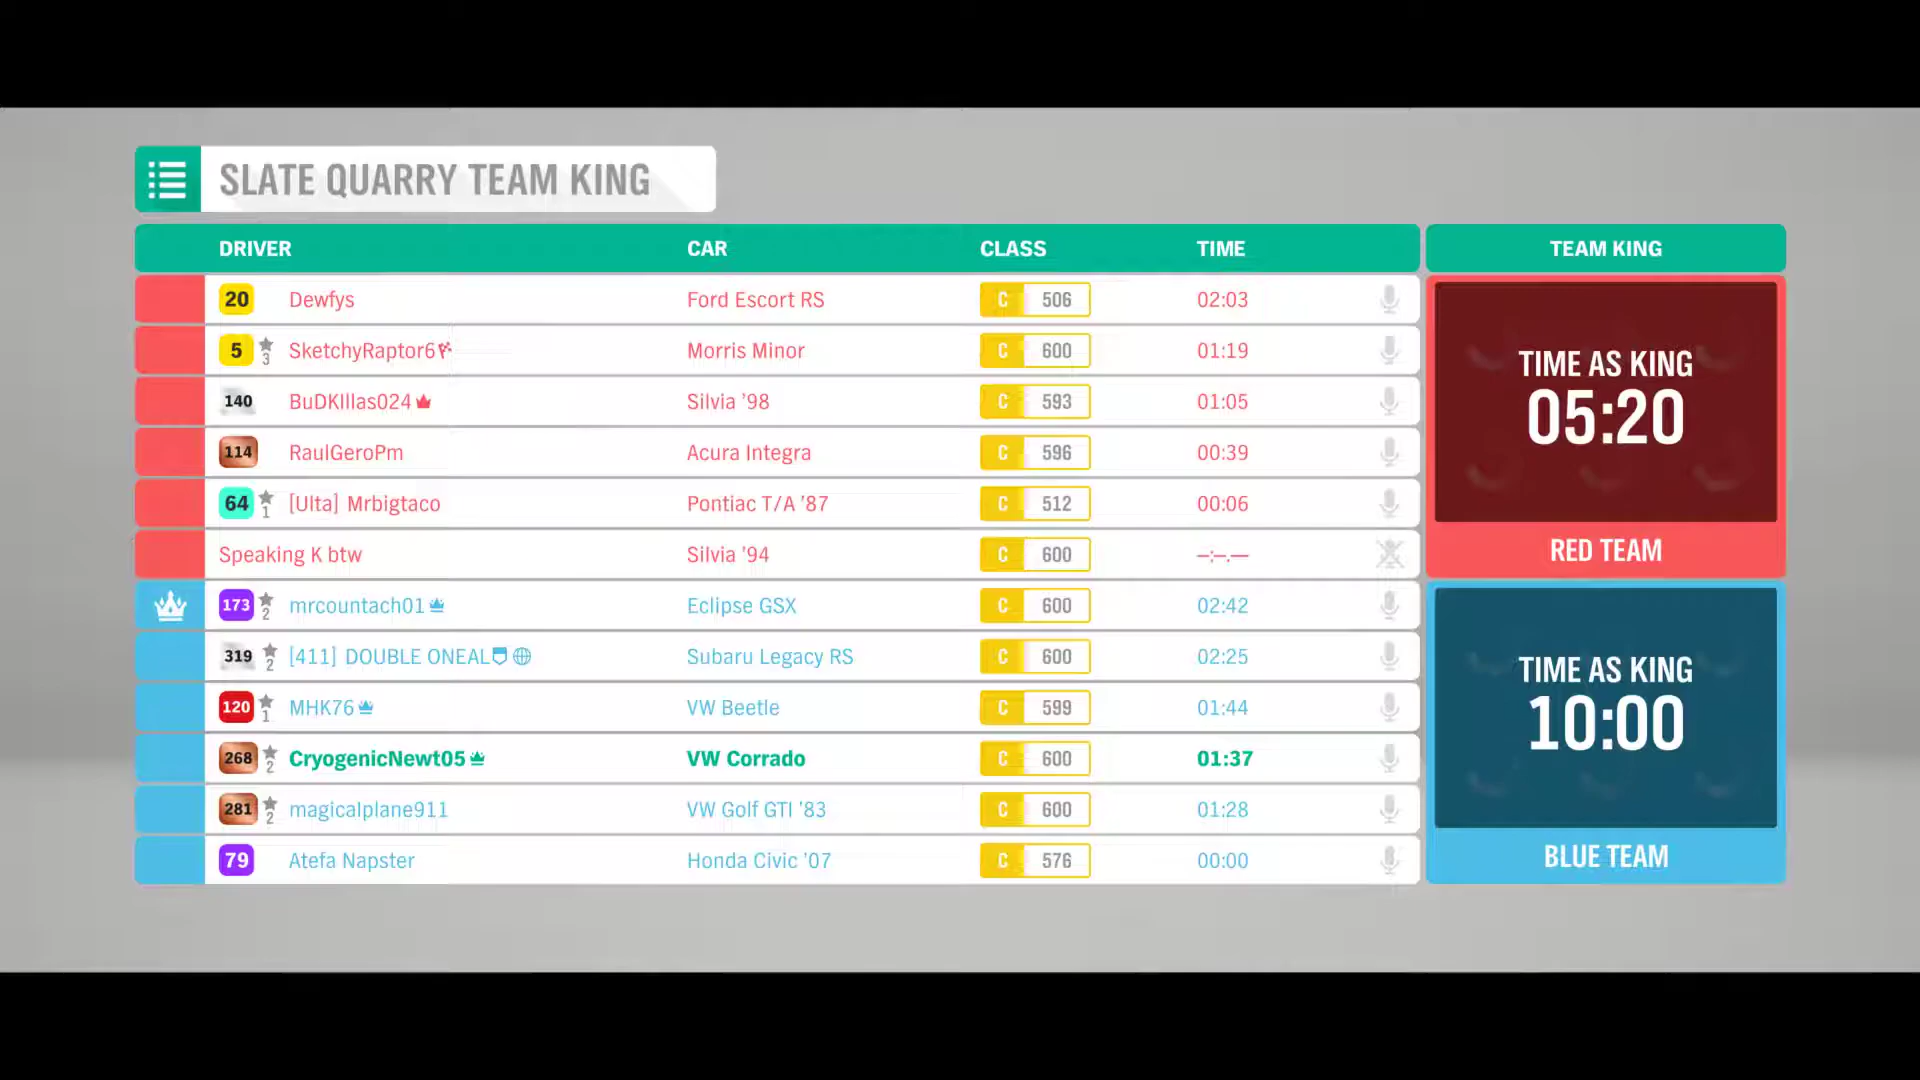 SLATE QUARRY TEAM KING
DRIVER CAR CLASS TIME TEAM KING
20 Dewfys Ford Escort RS C 506 02:03
5 3 SketchyRaptor6 Morris Minor C 600 01:19
140 BuDKIllas024 Silvia '98 C 593 01:05
114 RaulGeroPm Acura Integra C 596 00:39
64 1 [Ulta] Mrbigtaco Pontiac T/A '87 C 512 00:06
Speaking K btw Silvia '94 C 600 –:–.—
TIME AS KING
05:20
RED TEAM
173 2 mrcountach01 Eclipse GSX C 600 02:42
319 2 [411] DOUBLE ONEAL Subaru Legacy RS C 600 02:25
120 1 MHK76 VW Beetle C 599 01:44
268 2 CryogenicNewt05 VW Corrado C 600 01:37
281 2 magicalplane911 VW Golf GTI '83 C 600 01:28
79 Atefa Napster Honda Civic '07 C 576 00:00
TIME AS KING
10:00
BLUE TEAM